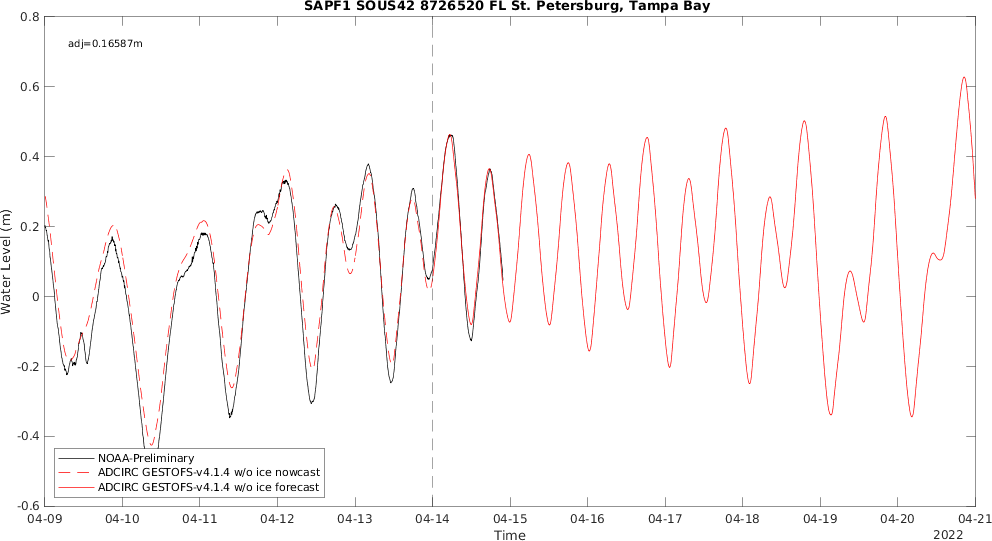 SAPF1 SOUS42 8726520 FL St. Petersburg, Tampa Bay
adj=0.16587m
Water Level (m)
0.8
0.6
0.4
0.2
0
-0.2
-0.4
-0.6
NOAA-Preliminary
ADCIRC GESTOFS-v4.1.4 w/o ice nowcast
ADCIRC GESTOFS-v4.1.4 w/o ice forecast
04-09 04-10 04-11 04-12 04-13 04-14 04-15 04-16 04-17 04-18 04-19 04-20 04-21
Time
2022